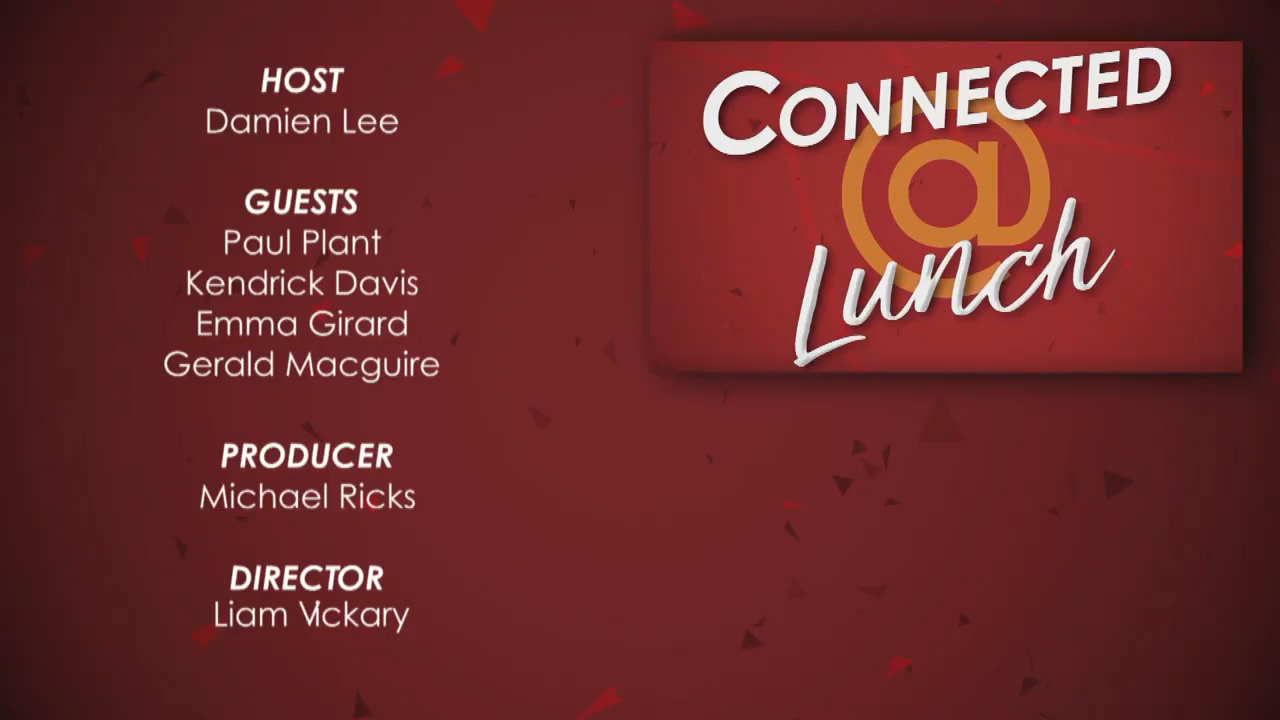 HOST
Damien Lee
GUESTS
Paul Plant
Kendrick Davis
Emma Girard
Gerald Macguire
PRODUCER
Michael Ricks
DIRECTOR
Liam Vickary
CONNECTED
@
Lunch